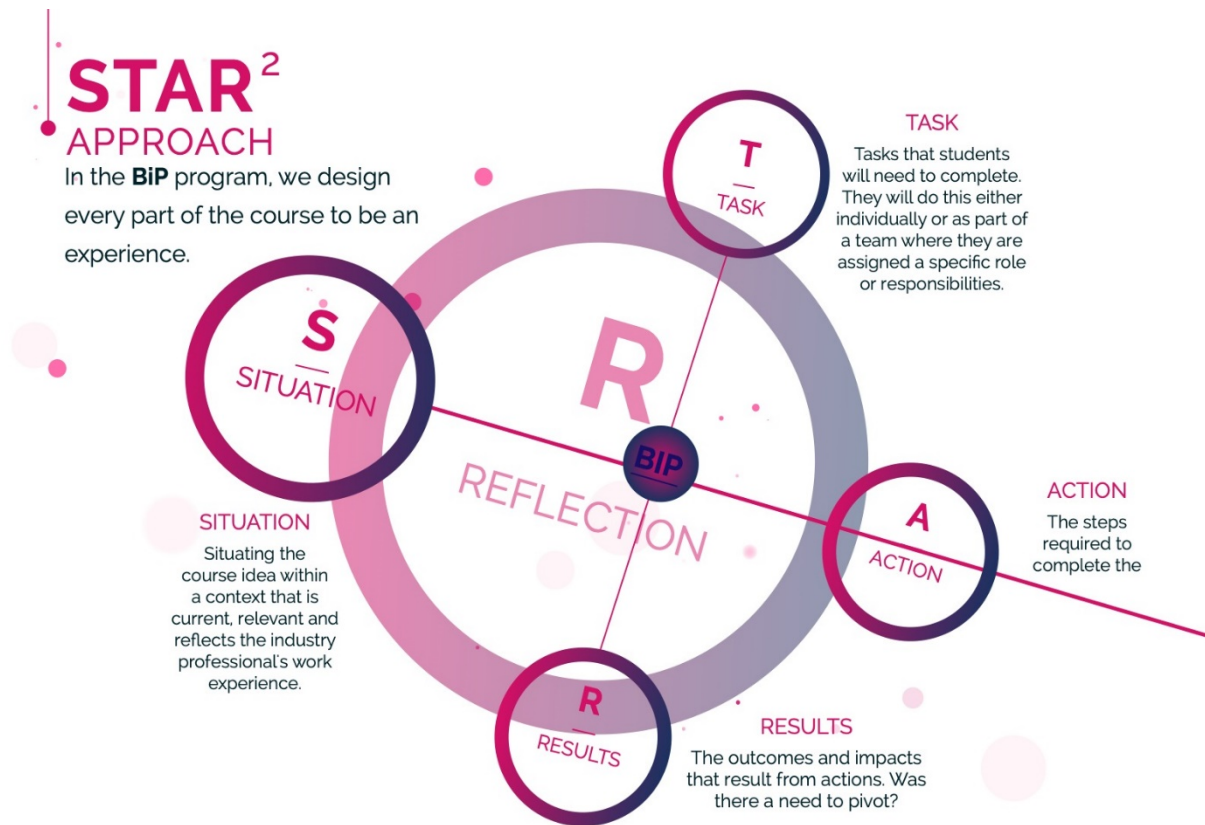 STAR²
APPROACH
In the BiP program, we design
every part of the course to be an
experience.
S
SITUATION
SITUATION
Situating the
course idea within
a context that is
current, relevant and
reflects the industry
professional's work
experience.
T
TASK
TASK
Tasks that students
will need to complete.
They will do this either
individually or as part of
a team where they are
assigned a specific role
or responsibilities.
R
REFLECTION
BIP
A
ACTION
ACTION
The steps
required to
complete the
R
RESULTS
RESULTS
The outcomes and impacts
that result from actions. Was
there a need to pivot?